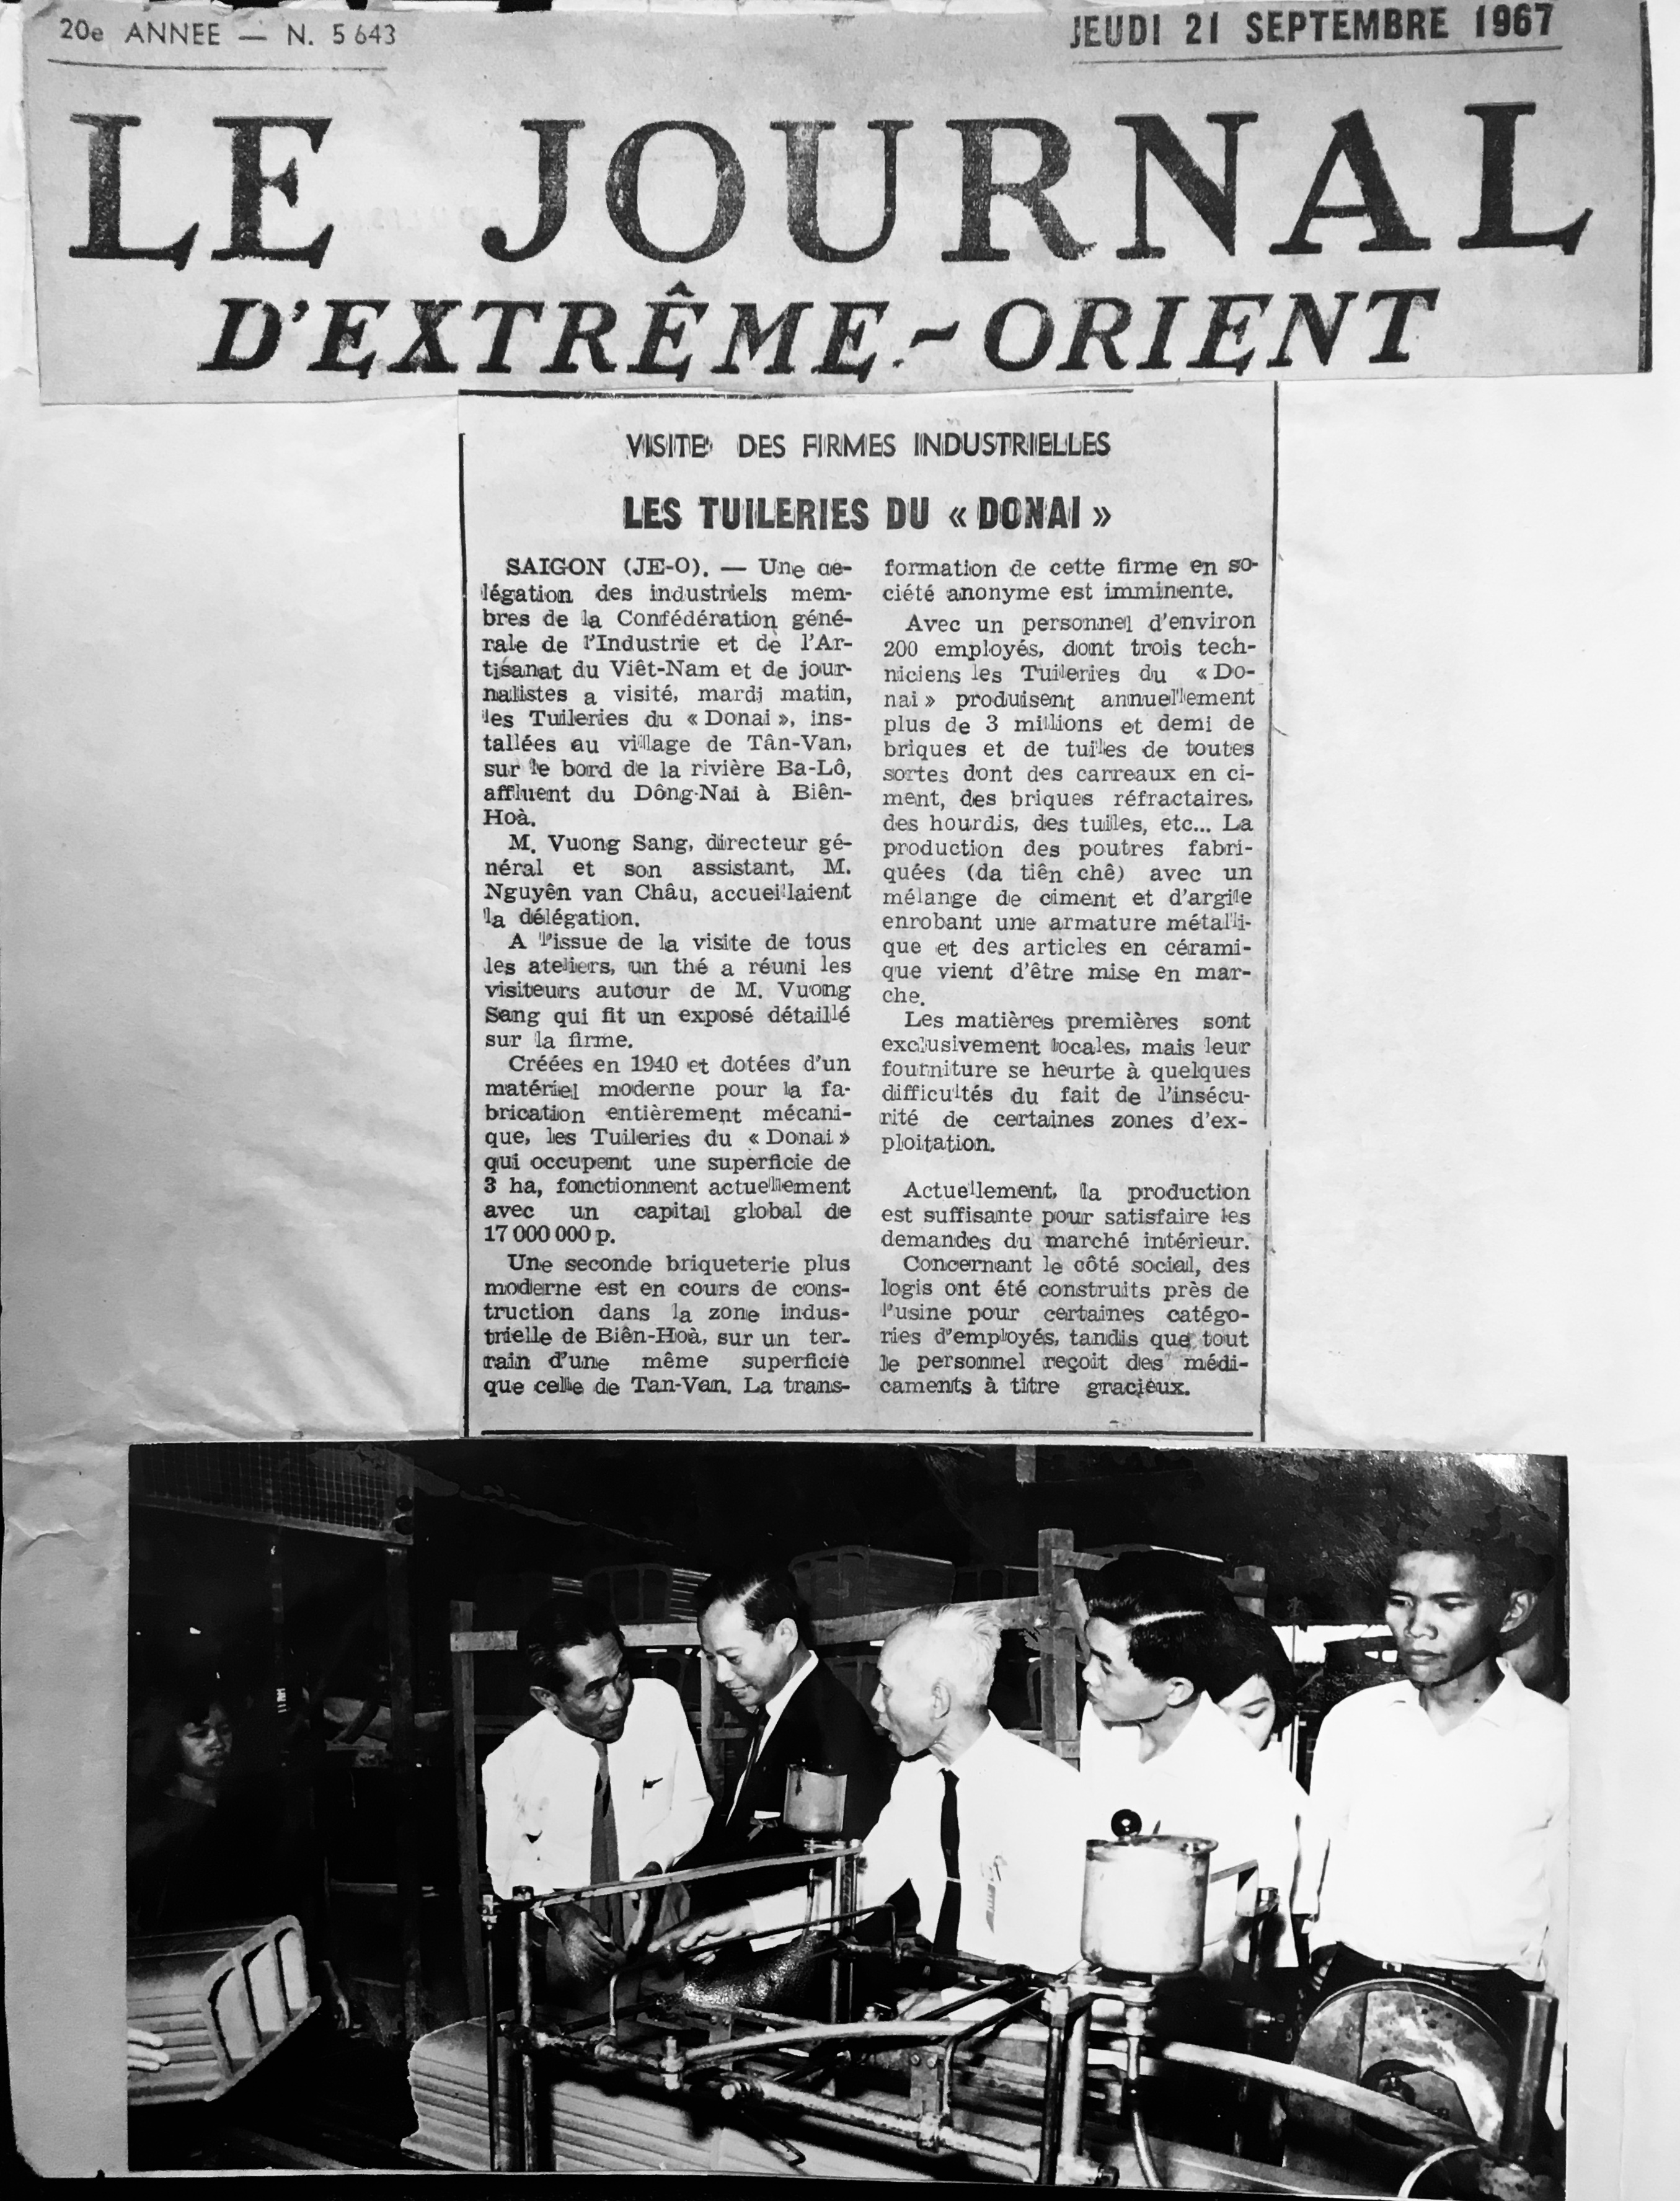 20e ANNEE — N. 5 643
JEUDI 21 SEPTEMBRE 1967
LE JOURNAL
D'EXTRÊME-ORIENT
VISITE DES FIRMES INDUSTRIELLES
LES TUILERIES DU « DONAI »
SAIGON (JE-O). — Une dé-
légation des industriels mem-
bres de la Confédération géné-
rale de l'Industrie et de l'Ar-
tisanat du Viêt-Nam et de jour-
nalistes a visité, mardi matin,
les Tuileries du « Donai », ins-
tallées au village de Tân-Van,
sur le bord de la rivière Ba-Lô,
affluent du Dông-Nai à Biên-
Hoà.
M. Vuong Sang, directeur gé-
néral et son assistant, M.
Nguyên van Châu, accueillaient
la délégation.
A l'issue de la visite de tous
les ateliers, un thé a réuni les
visiteurs autour de M. Vuong
Sang qui fit un exposé détaillé
sur la firme.
Créées en 1940 et dotées d'un
matériel moderne pour la fa-
brication entièrement mécani-
que, les Tuileries du « Donai »
qui occupent une superficie de
3 ha, fonctionnent actuellement
avec un capital global de
17 000 000 p.
Une seconde briqueterie plus
moderne est en cours de cons-
truction dans la zone indus-
trielle de Biên-Hoà, sur un ter-
rain d'une même superficie
que celle de Tan-Van. La trans-
formation de cette firme en so-
ciété anonyme est imminente.
Avec un personnel d'environ
200 employés, dont trois tech-
niciens les Tuileries du « Do-
nai » produisent annuellement
plus de 3 millions et demi de
briques et de tuiles de toutes
sortes dont des carreaux en ci-
ment, des briques réfractaires,
des hourdis, des tuiles, etc... La
production des poutres fabri-
quées (da tiên chê) avec un
mélange de ciment et d'argile
enrobant une armature métalli-
que et des articles en cérami-
que vient d'être mise en mar-
che.
Les matières premières sont
exclusivement locales, mais leur
fourniture se heurte à quelques
difficultés du fait de l'insécu-
rité de certaines zones d'ex-
ploitation.
Actuellement, la production
est suffisante pour satisfaire les
demandes du marché intérieur.
Concernant le côté social, des
logis ont été construits près de
l'usine pour certaines catégo-
ries d'employés, tandis que tout
le personnel reçoit des médi-
caments à titre gracieux.